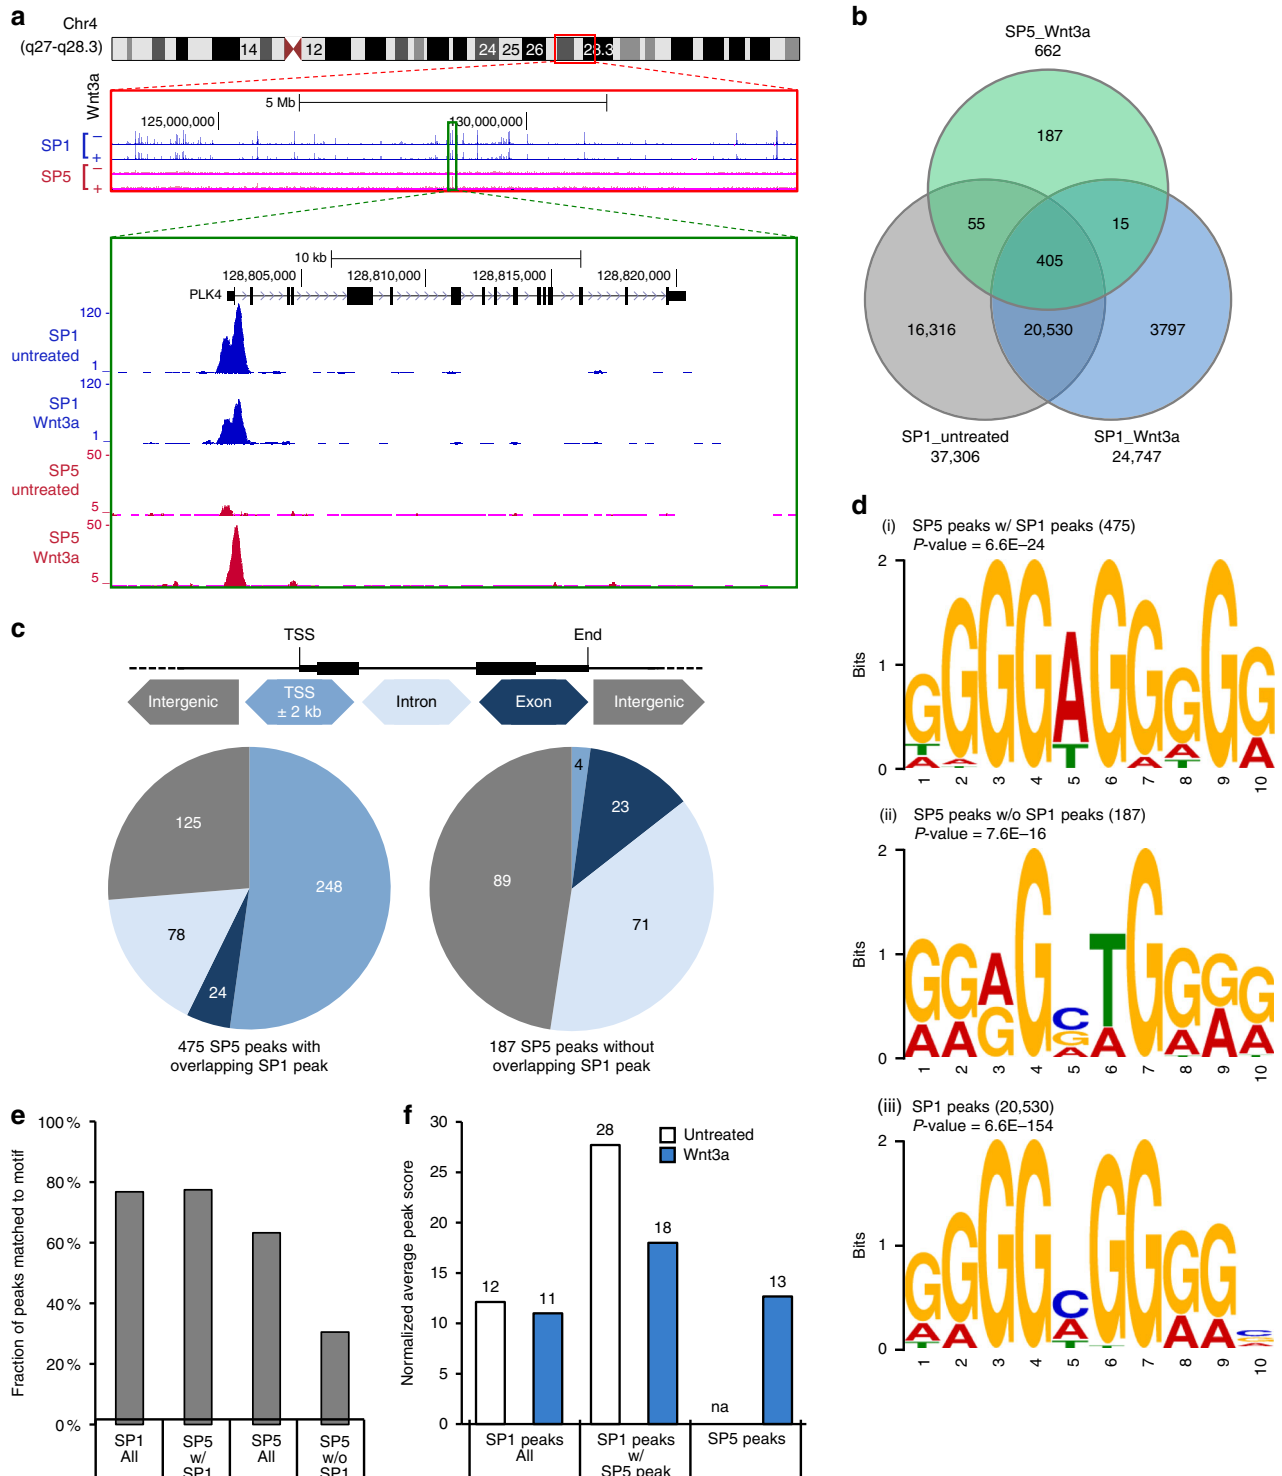 a
Chr4
(q27-q28.3)
14
12
24
25
26
28.3
Wnt3a
5 Mb
125,000,000
130,000,000
SP1
–
+
SP5
–
+
10 kb
128,805,000
128,810,000
128,815,000
128,820,000
PLK4
120
SP1
untreated
1
120
SP1
Wnt3a
1
50
SP5
untreated
5
50
SP5
Wnt3a
5
b
SP5_Wnt3a
662
187
55
15
405
16,316
20,530
3797
SP1_untreated
37,306
SP1_Wnt3a
24,747
c
TSS
End
Intergenic
TSS
± 2 kb
Intron
Exon
Intergenic
125
248
78
24
475 SP5 peaks with
overlapping SP1 peak
4
23
89
71
187 SP5 peaks without
overlapping SP1 peak
d
(i) SP5 peaks w/ SP1 peaks (475)
P-value = 6.6E–24
2
1
0
Bits
G T A
G A
G
G
A T
G
G A
G A T
G
G A
1 2 3 4 5 6 7 8 9 10
(ii) SP5 peaks w/o SP1 peaks (187)
P-value = 7.6E–16
2
1
0
Bits
G A
G A
A G
G
C G A
T A
G
G A
G A
G A
1 2 3 4 5 6 7 8 9 10
(iii) SP1 peaks (20,530)
P-value = 6.6E–154
2
1
0
Bits
G A T
G A
G
G
C A T
G
G
G A
G A
C G A
1 2 3 4 5 6 7 8 9 10
e
Fraction of peaks matched to motif
100%
80%
60%
40%
20%
0%
SP1
All
SP5
w/
SP1
SP5
All
SP5
w/o
SP1
f
Normalized average peak score
30
25
20
15
10
5
0
Untreated
Wnt3a
12
11
28
18
na
13
SP1 peaks
All
SP1 peaks
w/
SP5 peak
SP5 peaks